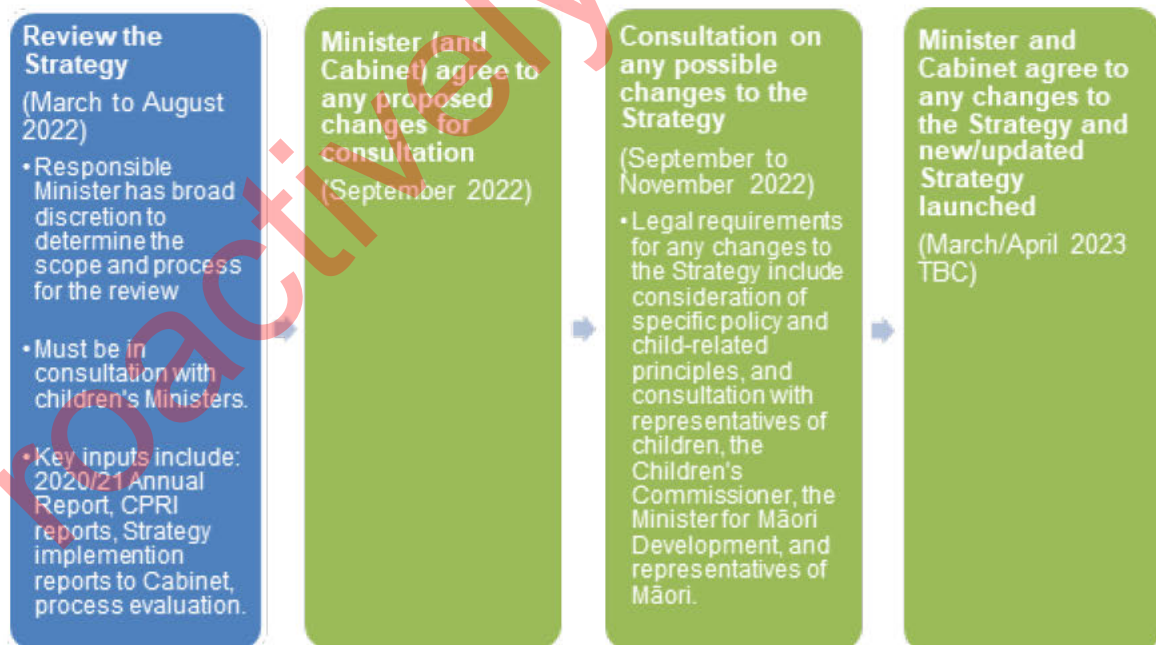 Review the
Strategy
(March to August
2022)
•Responsible
Minister has broad
discretion to
determine the
scope and process
for the review
•Must be in
consultation with
children's Ministers.
•Key inputs include:
2020/21 Annual
Report, CPRI
reports, Strategy
implemention
reports to Cabinet,
process evaluation.
Minister (and
Cabinet) agree to
any proposed
changes for
consultation
(September 2022)
Consultation on
any possible
changes to the
Strategy
(September to
November 2022)
•Legal requirements
for any changes to
the Strategy include
consideration of
specific policy and
child-related
principles, and
consultation with
representatives of
children, the
Children's
Commissioner, the
Minister for Māori
Development, and
representatives of
Māori.
Minister and
Cabinet agree to
any changes to
the Strategy and
new/updated
Strategy
launched
(March/April 2023
TBC)
roactively